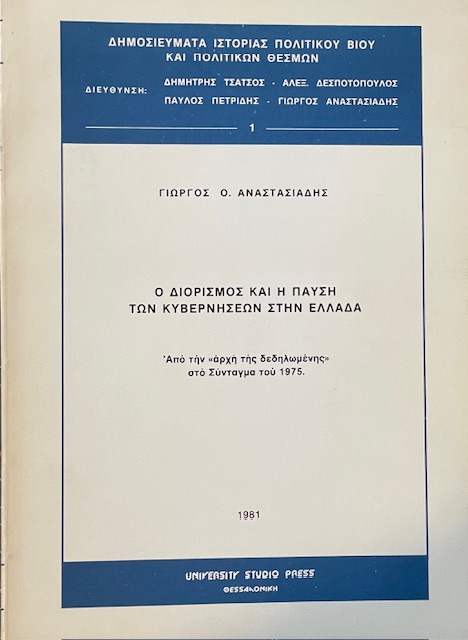 ΔΗΜΟΣΙΕΥΜΑΤΑ ΙΣΤΟΡΙΑΣ ΠΟΛΙΤΙΚΟΥ ΒΙΟΥ
ΚΑΙ ΠΟΛΙΤΙΚΩΝ ΘΕΣΜΩΝ
ΔΙΕΥΘΥΝΣΗ: ΔΗΜΗΤΡΗΣ ΤΣΑΤΣΟΣ - ΑΛΕΞ. ΔΕΣΠΟΤΟΠΟΥΛΟΣ
ΠΑΥΛΟΣ ΠΕΤΡΙΔΗΣ - ΓΙΩΡΓΟΣ ΑΝΑΣΤΑΣΙΑΔΗΣ
1
ΓΙΩΡΓΟΣ Ο. ΑΝΑΣΤΑΣΙΑΔΗΣ
Ο ΔΙΟΡΙΣΜΟΣ ΚΑΙ Η ΠΑΥΣΗ
ΤΩΝ ΚΥΒΕΡΝΗΣΕΩΝ ΣΤΗΝ ΕΛΛΑΔΑ
Ἀπό τήν «ἀρχή τῆς δεδηλωμένης»
στό Σύνταγμα τοῦ 1975.
1981
UNIVERSITY STUDIO PRESS
ΘΕΣΣΑΛΟΝΙΚΗ